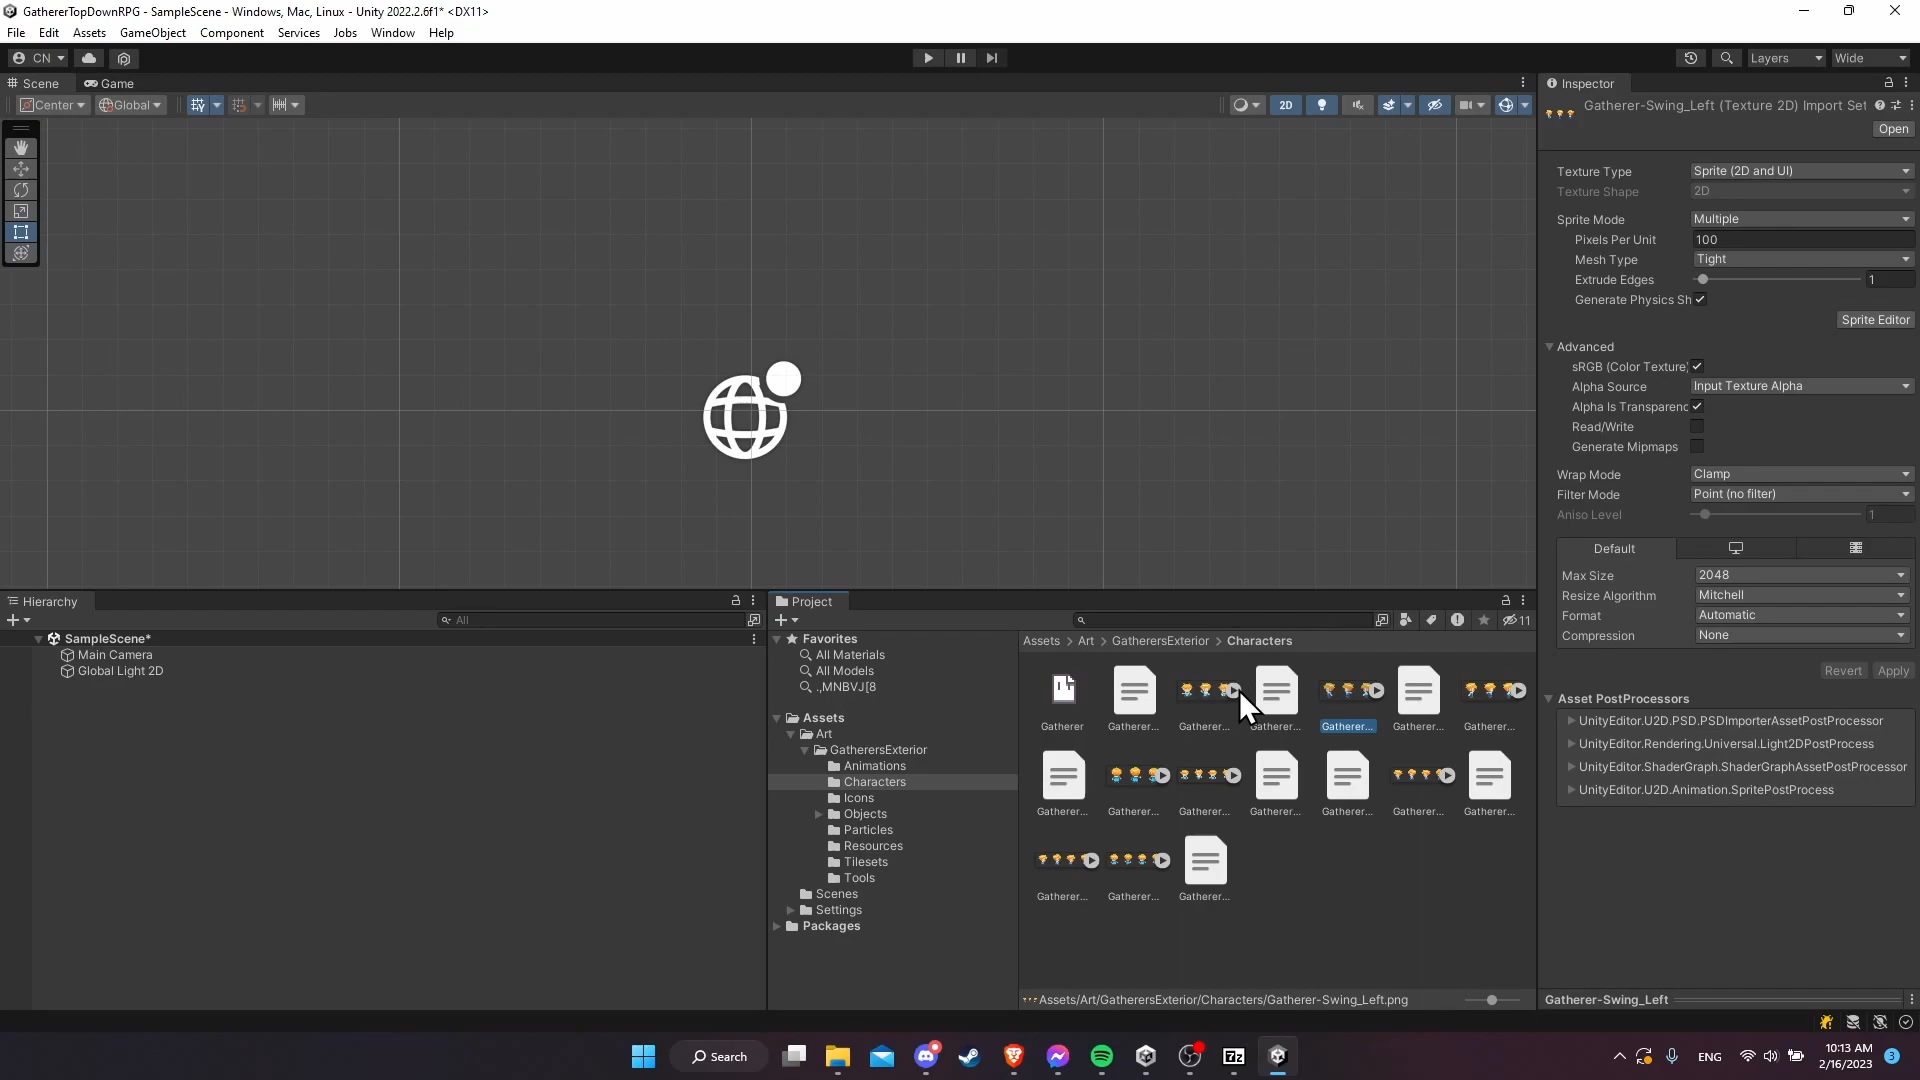 GathererTopDownRPG - SampleScene - Windows, Mac, Linux - Unity 2022.2.6f1* <DX11>
File Edit Assets GameObject Component Services Jobs Window Help
CN Layers Wide
Scene Game
Center Global 2D
Inspector
Gatherer-Swing_Left (Texture 2D) Import Set
Open
Texture Type Sprite (2D and UI)
Texture Shape 2D
Sprite Mode Multiple
Pixels Per Unit 100
Mesh Type Tight
Extrude Edges 1
Generate Physics Sh
Sprite Editor
Advanced
sRGB (Color Texture)
Alpha Source Input Texture Alpha
Alpha Is Transparenc
Read/Write
Generate Mipmaps
Wrap Mode Clamp
Filter Mode Point (no filter)
Aniso Level 1
Default
Max Size 2048
Resize Algorithm Mitchell
Format Automatic
Compression None
Revert Apply
Asset PostProcessors
UnityEditor.U2D.PSD.PSDImporterAssetPostProcessor
UnityEditor.Rendering.Universal.Light2DPostProcess
UnityEditor.ShaderGraph.ShaderGraphAssetPostProcessor
UnityEditor.U2D.Animation.SpritePostProcess
Gatherer-Swing_Left
Hierarchy
All
SampleScene*
Main Camera
Global Light 2D
Project
11
Favorites
All Materials
All Models
.,MNBVJ[8
Assets
Art
GatherersExterior
Animations
Characters
Icons
Objects
Particles
Resources
Tilesets
Tools
Scenes
Settings
Packages
Assets > Art > GatherersExterior > Characters
Gatherer Gatherer... Gatherer... Gatherer... Gatherer... Gatherer... Gatherer...
Gatherer... Gatherer... Gatherer... Gatherer... Gatherer... Gatherer... Gatherer...
Gatherer... Gatherer... Gatherer...
Assets/Art/GatherersExterior/Characters/Gatherer-Swing_Left.png
Search
7z
ENG
10:13 AM
2/16/2023
3